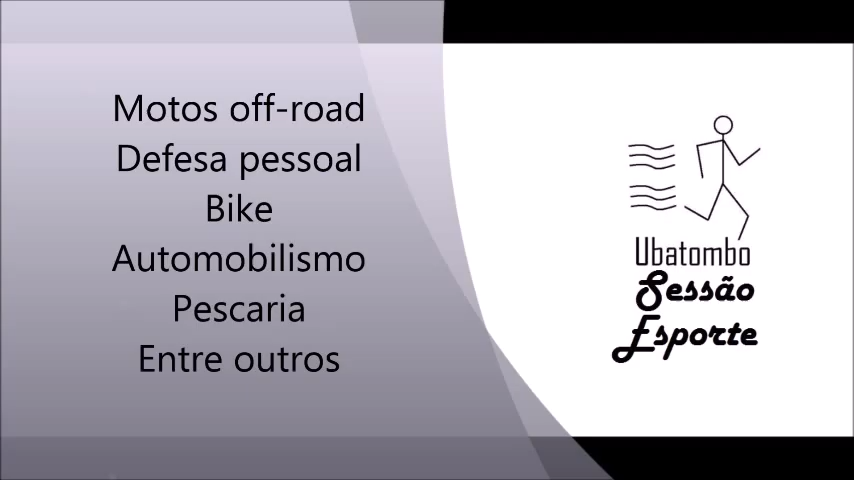 Motos off-road
Defesa pessoal
Bike
Automobilismo
Pescaria
Entre outros
Ubatombo
Sessão
Esporte